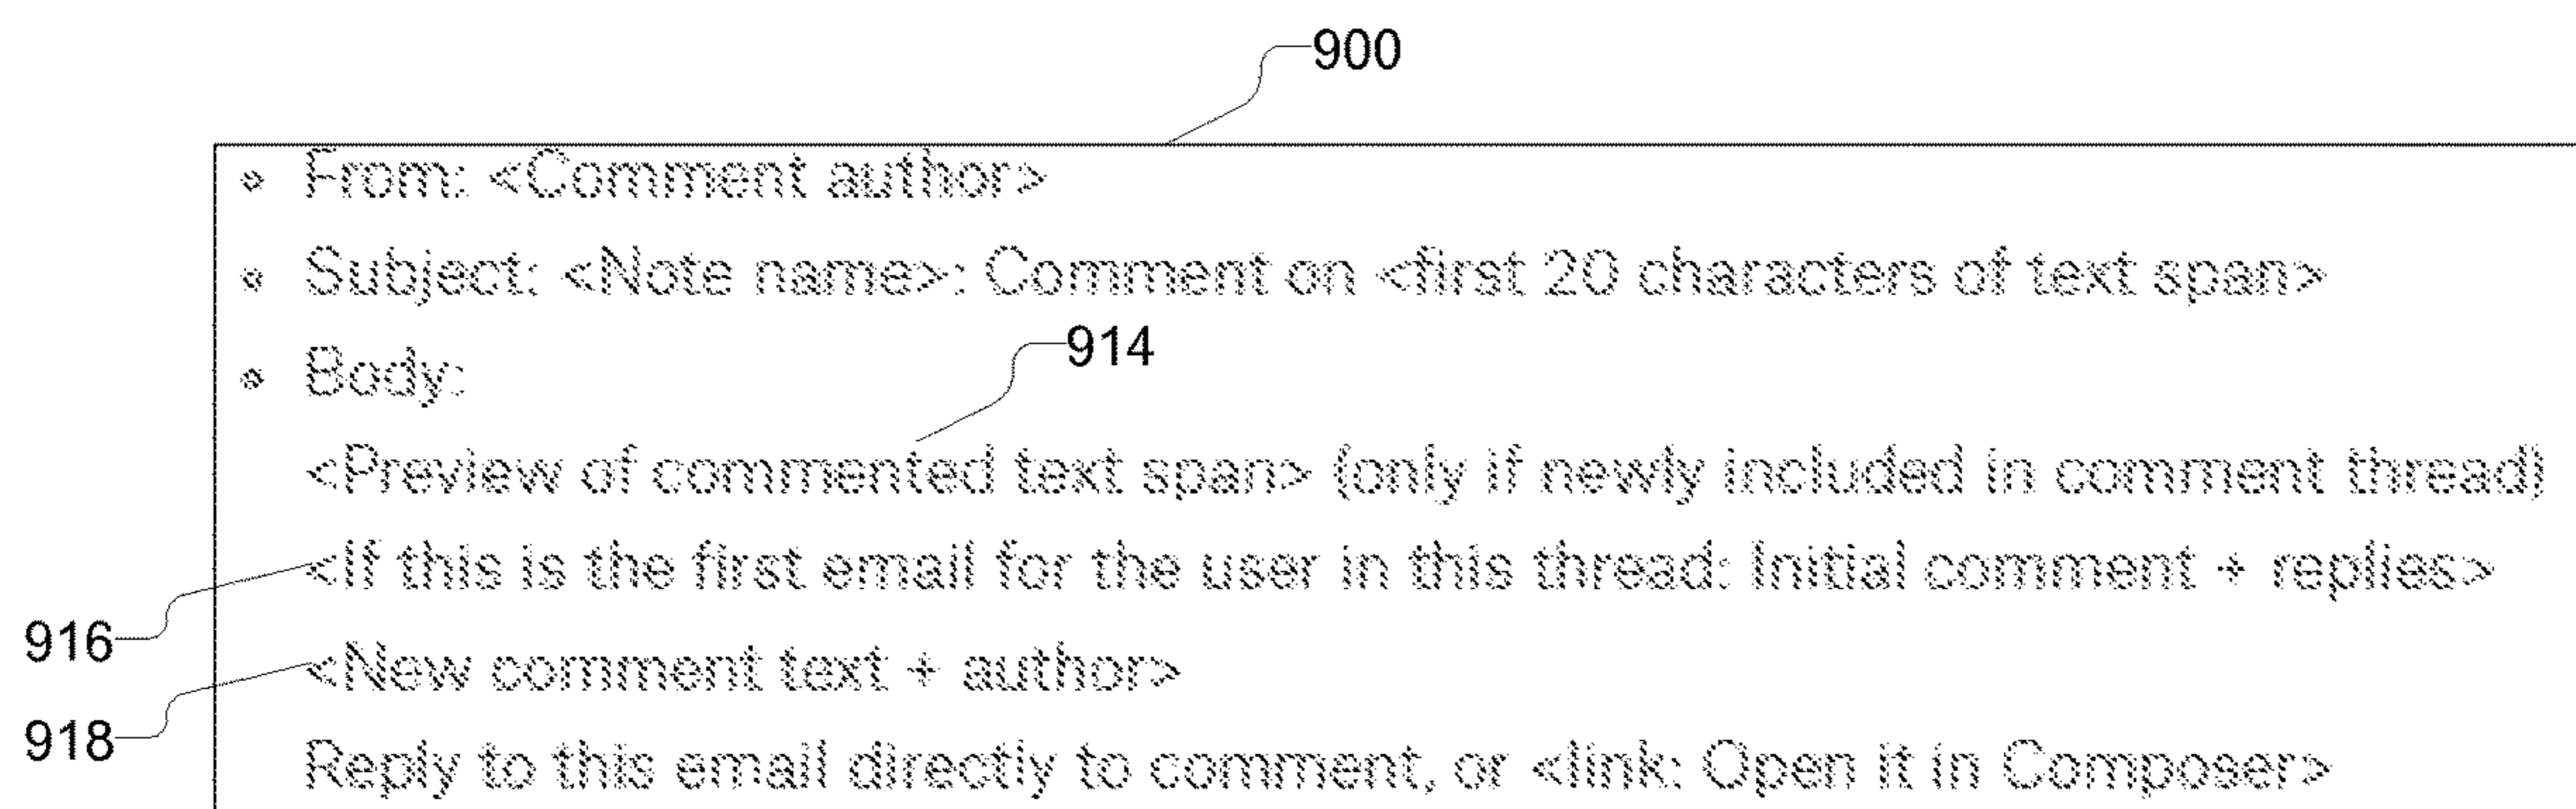 900
• From: <Comment author>
• Subject: <Note name>: Comment on <first 20 characters of text span>
914
• Body:
<Preview of commented text span> (only if newly included in comment thread)
<If this is the first email for the user in this thread: Initial comment + replies>
916
<New comment text + author>
918
Reply to this email directly to comment, or <link: Open it in Composer>